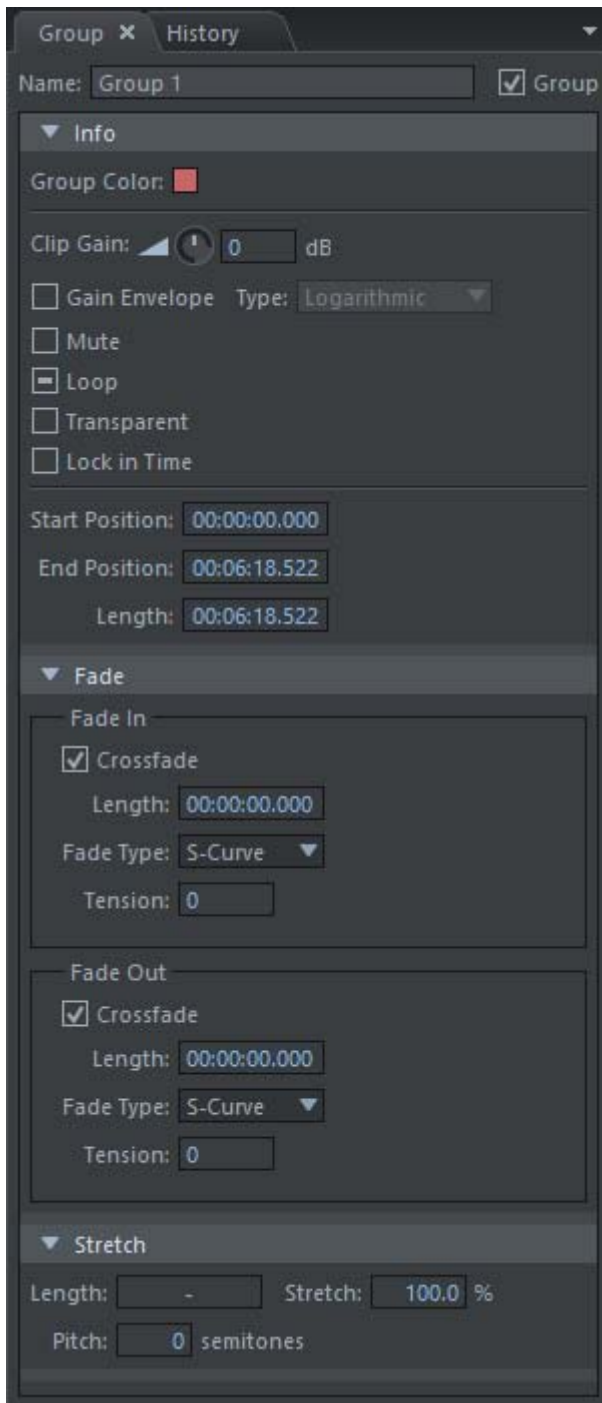 Group History
Name: Group 1 Group
Info
Group Color:
Clip Gain: 0 dB
Gain Envelope Type: Logarithmic
Mute
Loop
Transparent
Lock in Time
Start Position: 00:00:00.000
End Position: 00:06:18.522
Length: 00:06:18.522
Fade
Fade In
Crossfade
Length: 00:00:00.000
Fade Type: S-Curve
Tension: 0
Fade Out
Crossfade
Length: 00:00:00.000
Fade Type: S-Curve
Tension: 0
Stretch
Length: - Stretch: 100.0 %
Pitch: 0 semitones